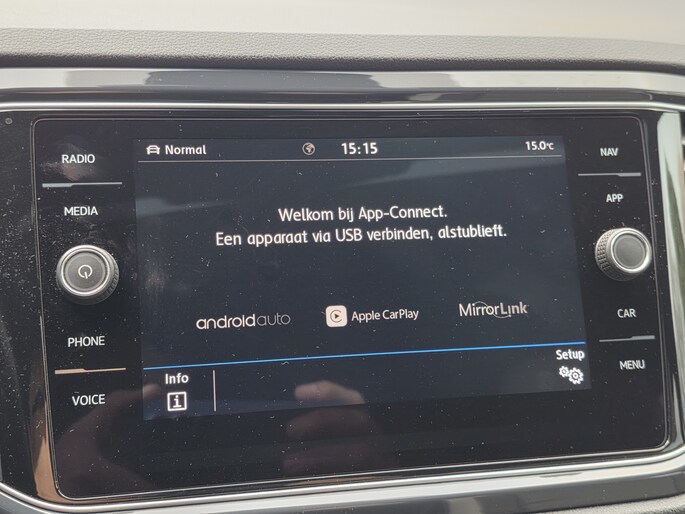 RADIO
MEDIA
PHONE
VOICE
Normal
15:15
15.0°C
Welkom bij App-Connect.
Een apparaat via USB verbinden, alstublieft.
androidauto
Apple CarPlay
MirrorLink
Info
Setup
NAV
APP
CAR
MENU